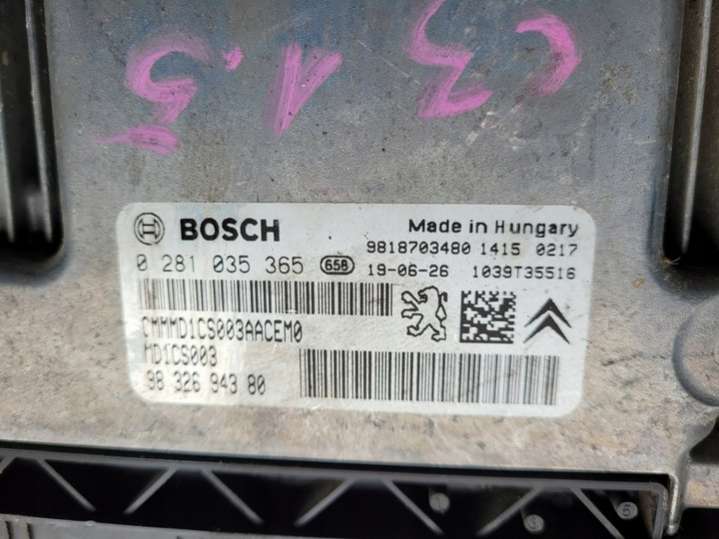 C3
1.5
BOSCH
Made in Hungary
9818703480 1415 0217
0 281 035 365 658 19-06-26 1039T35516
CMMMD1CS003AACEM0
MD1CS003
98 326 943 80